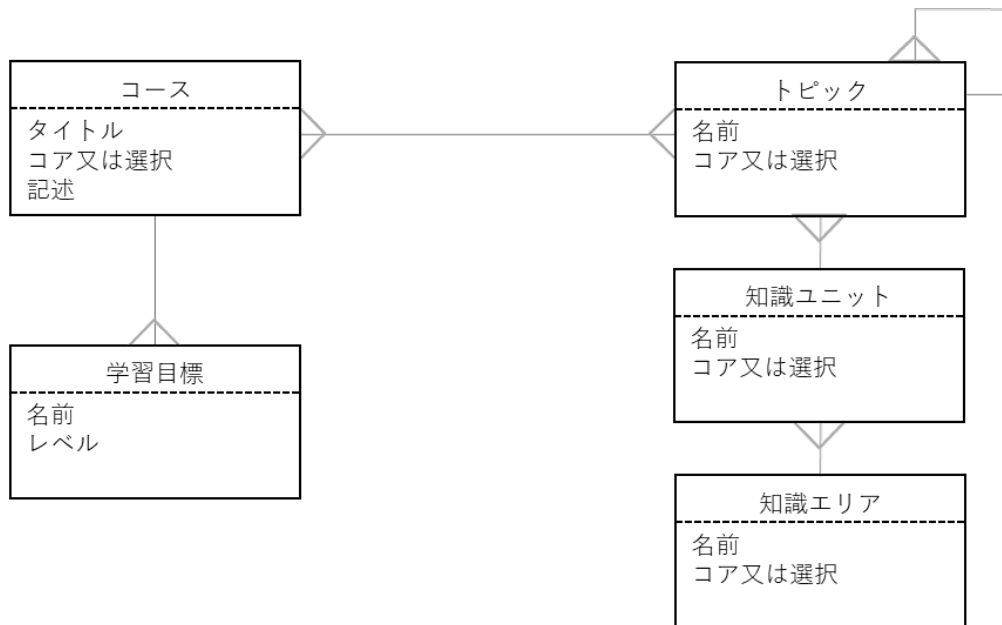 コース
タイトル
コア又は選択
記述
学習目標
名前
レベル
トピック
名前
コア又は選択
知識ユニット
名前
コア又は選択
知識エリア
名前
コア又は選択